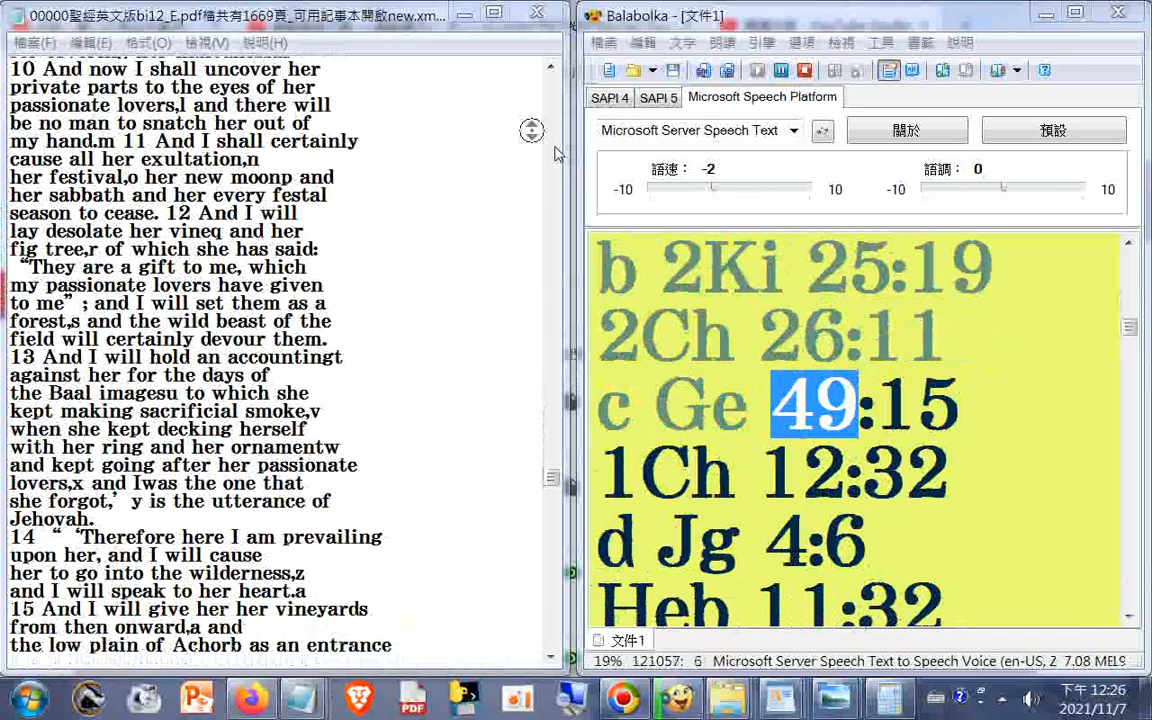 00000聖經英文版bi12_E.pdf檔共有1669頁_可用記事本開啟new.xm...
檔案(F) 編輯(E) 格式(O) 檢視(V) 說明(H)
10 And now I shall uncover her
private parts to the eyes of her
passionate lovers,l and there will
be no man to snatch her out of
my hand.m 11 And I shall certainly
cause all her exultation,n
her festival,o her new moonp and
her sabbath and her every festal
season to cease. 12 And I will
lay desolate her vineq and her
fig tree,r of which she has said:
“They are a gift to me, which
my passionate lovers have given
to me” ; and I will set them as a
forest,s and the wild beast of the
field will certainly devour them.
13 And I will hold an accountingt
against her for the days of
the Baal imagesu to which she
kept making sacrificial smoke,v
when she kept decking herself
with her ring and her ornamentw
and kept going after her passionate
lovers,x and Iwas the one that
she forgot,’ y is the utterance of
Jehovah.
14 “ ‘Therefore here I am prevailing
upon her, and I will cause
her to go into the wilderness,z
and I will speak to her heart.a
15 And I will give her her vineyards
from then onward,a and
the low plain of Achorb as an entrance
Balabolka - [文件1]
檔案 編輯 文字 朗讀 引擎 選項 檢視 工具 書籤 說明
SAPI 4 SAPI 5 Microsoft Speech Platform
Microsoft Server Speech Text 關於 預設
語速： -2 語調： 0
-10 10 -10 10
b 2Ki 25:19
2Ch 26:11
c Ge 49:15
1Ch 12:32
d Jg 4:6
Heb 11:32
文件1
19% 121057: 6 Microsoft Server Speech Text to Speech Voice (en-US, Z 7.08 ME19
下午 12:26
2021/11/7